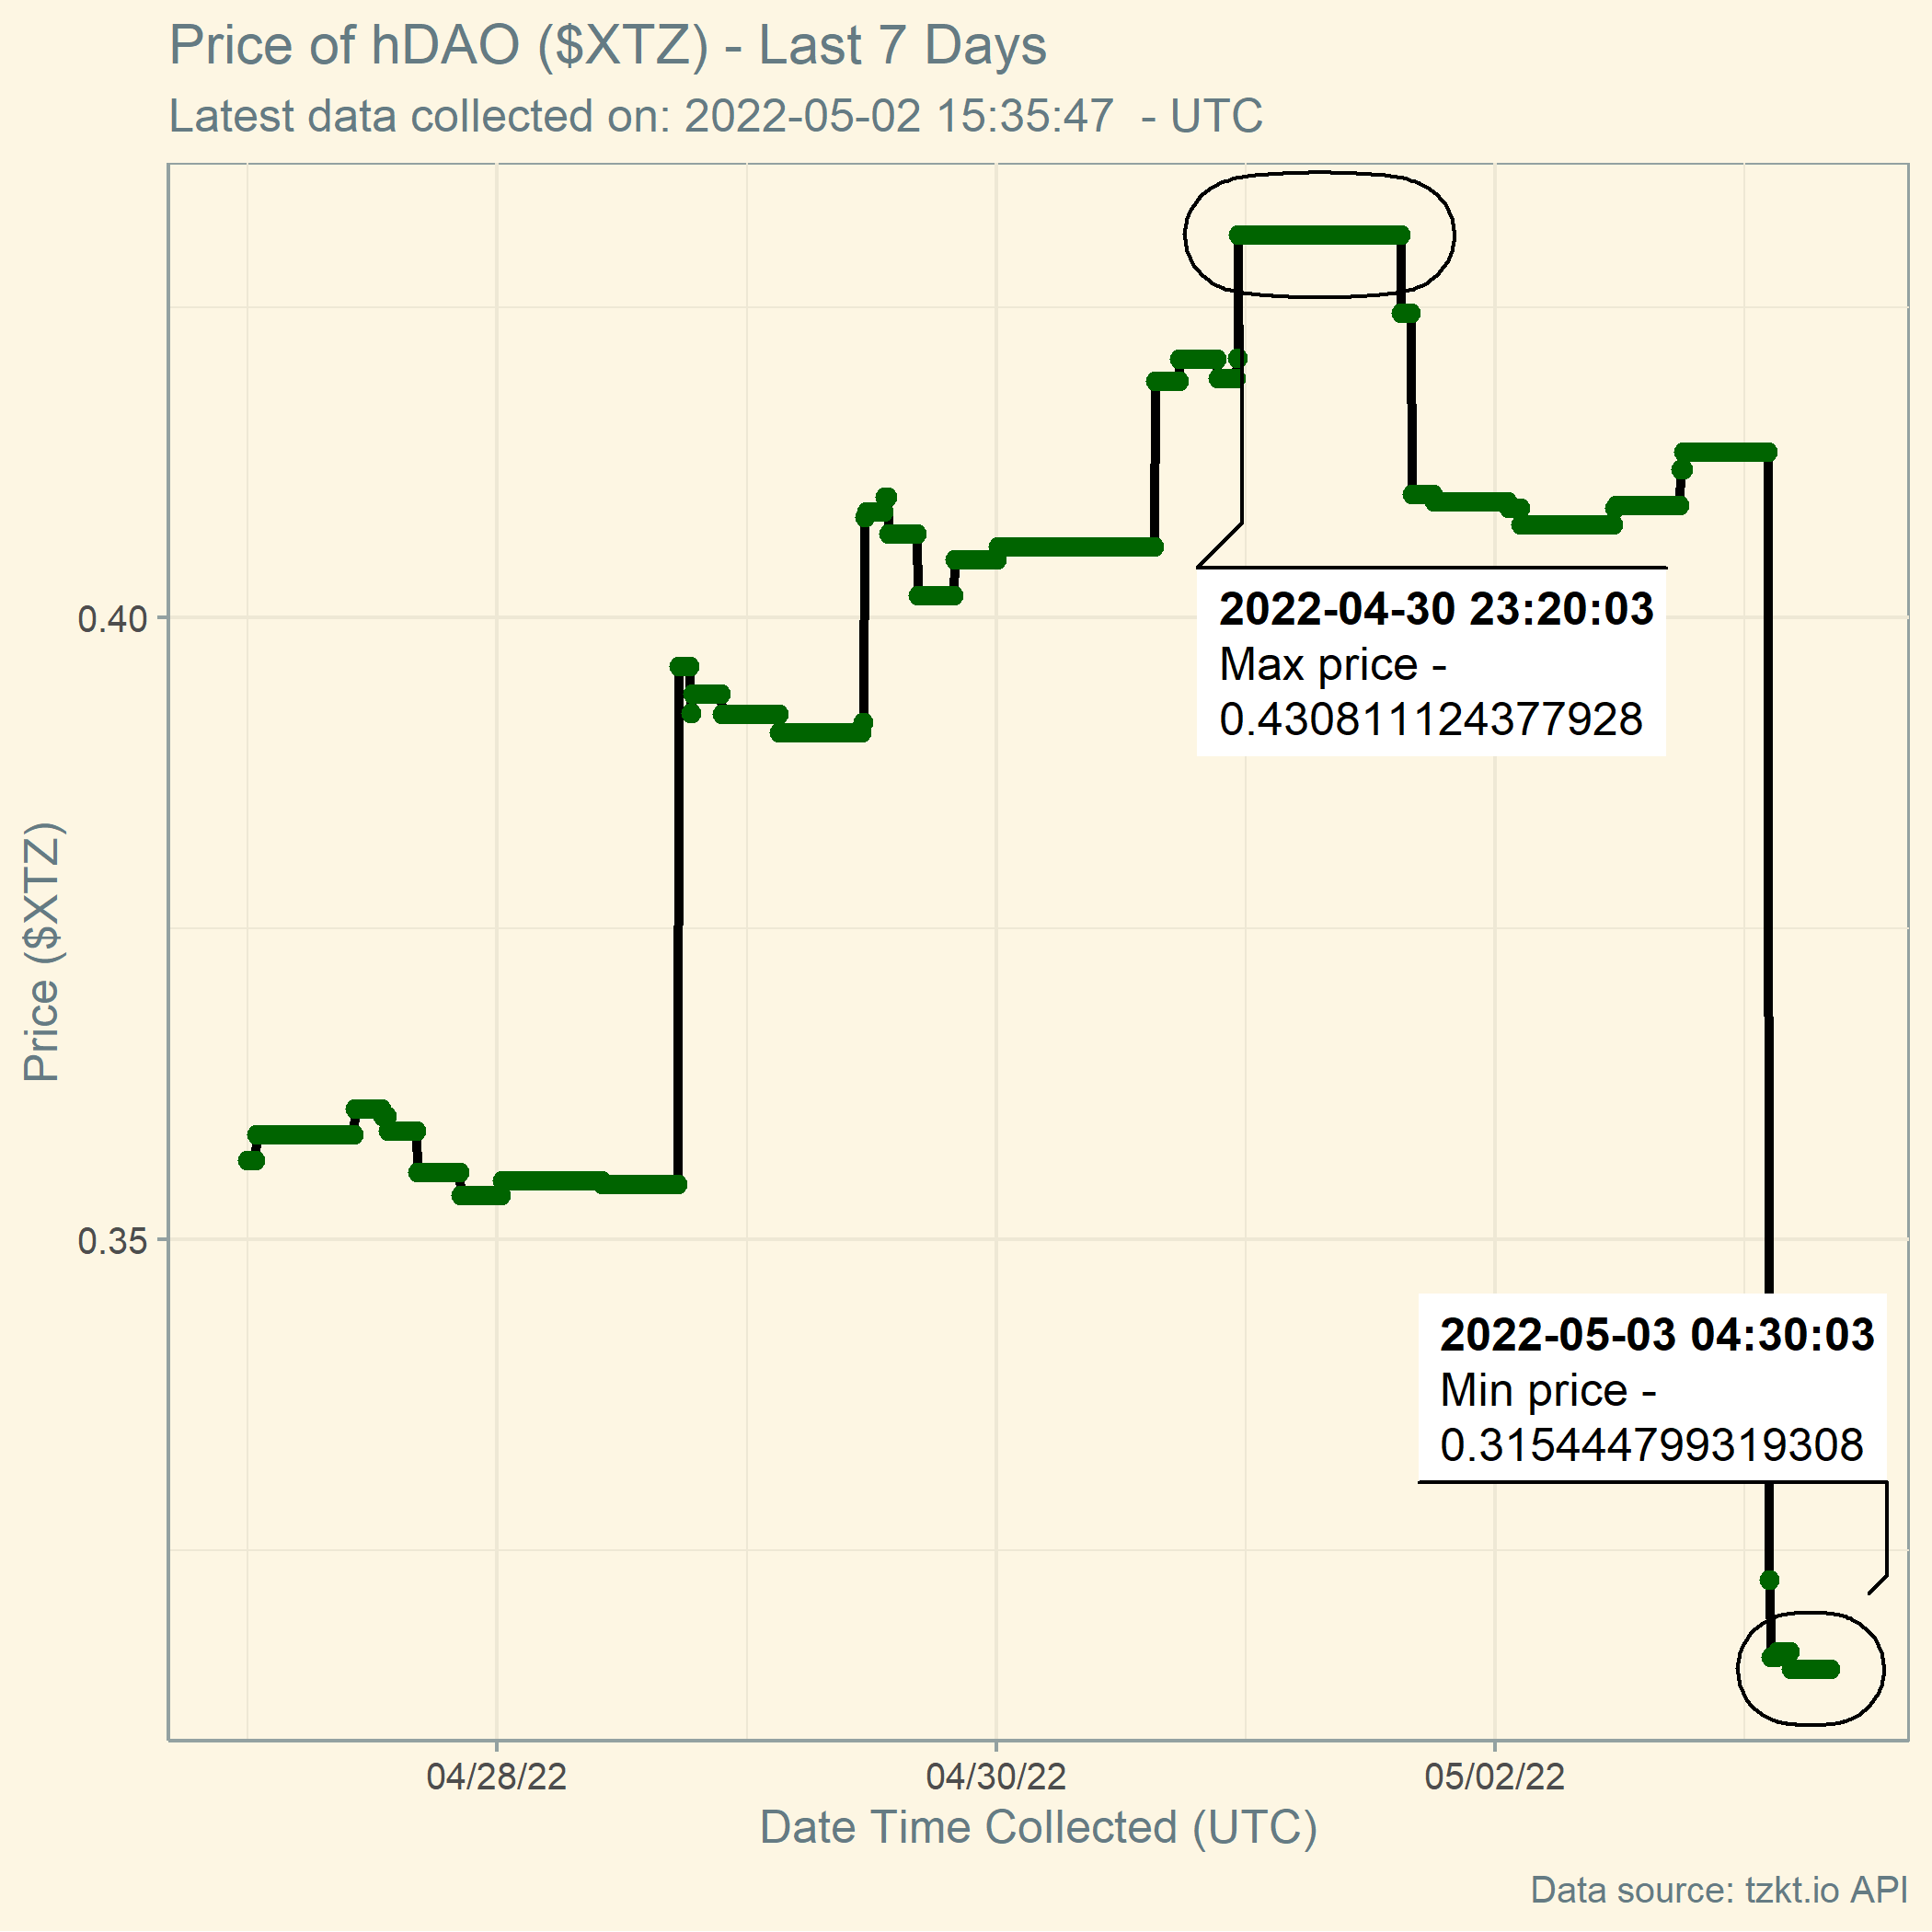 Price of hDAO ($XTZ) - Last 7 Days
Latest data collected on: 2022-05-02 15:35:47  - UTC
2022-04-30 23:20:03
Max price -
0.430811124377928
0.40
Price ($XTZ)
0.35
2022-05-03 04:30:03
Min price -
0.315444799319308
04/28/22
04/30/22
05/02/22
Date Time Collected (UTC)
Data source: tzkt.io API